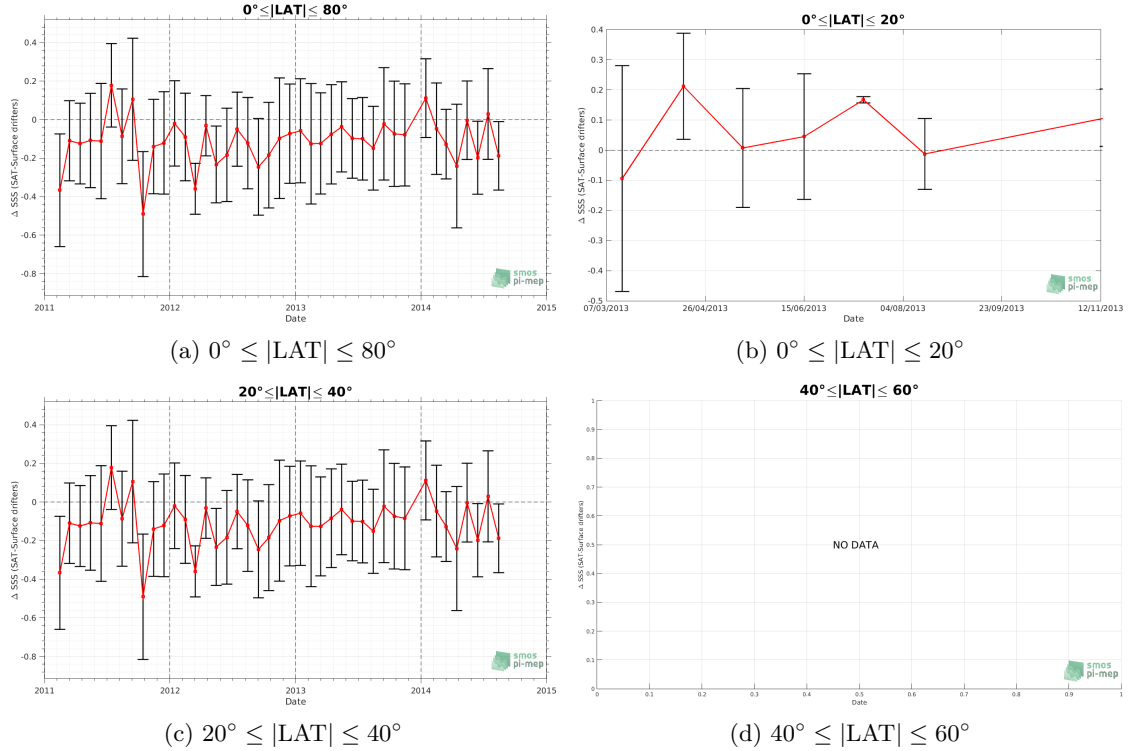 0°≤|LAT|≤ 80°
0.4
0.2
0
-0.2
-0.4
-0.6
-0.8
Δ SSS (SAT-Surface drifters)
2011
2012
2013
2014
2015
Date
smos
pi-mep
(a) 0° ≤ |LAT| ≤ 80°
0°≤|LAT|≤ 20°
0.4
0.3
0.2
0.1
0
-0.1
-0.2
-0.3
-0.4
-0.5
Δ SSS (SAT-Surface drifters)
07/03/2013
26/04/2013
15/06/2013
04/08/2013
23/09/2013
12/11/2013
Date
smos
pi-mep
(b) 0° ≤ |LAT| ≤ 20°
20°≤|LAT|≤ 40°
0.4
0.2
0
-0.2
-0.4
-0.6
-0.8
Δ SSS (SAT-Surface drifters)
2011
2012
2013
2014
2015
Date
smos
pi-mep
(c) 20° ≤ |LAT| ≤ 40°
40°≤|LAT|≤ 60°
1
0.9
0.8
0.7
0.6
0.5
0.4
0.3
0.2
0.1
0
Δ SSS (SAT-Surface drifters)
NO DATA
0
0.1
0.2
0.3
0.4
0.5
0.6
0.7
0.8
0.9
1
Date
smos
pi-mep
(d) 40° ≤ |LAT| ≤ 60°